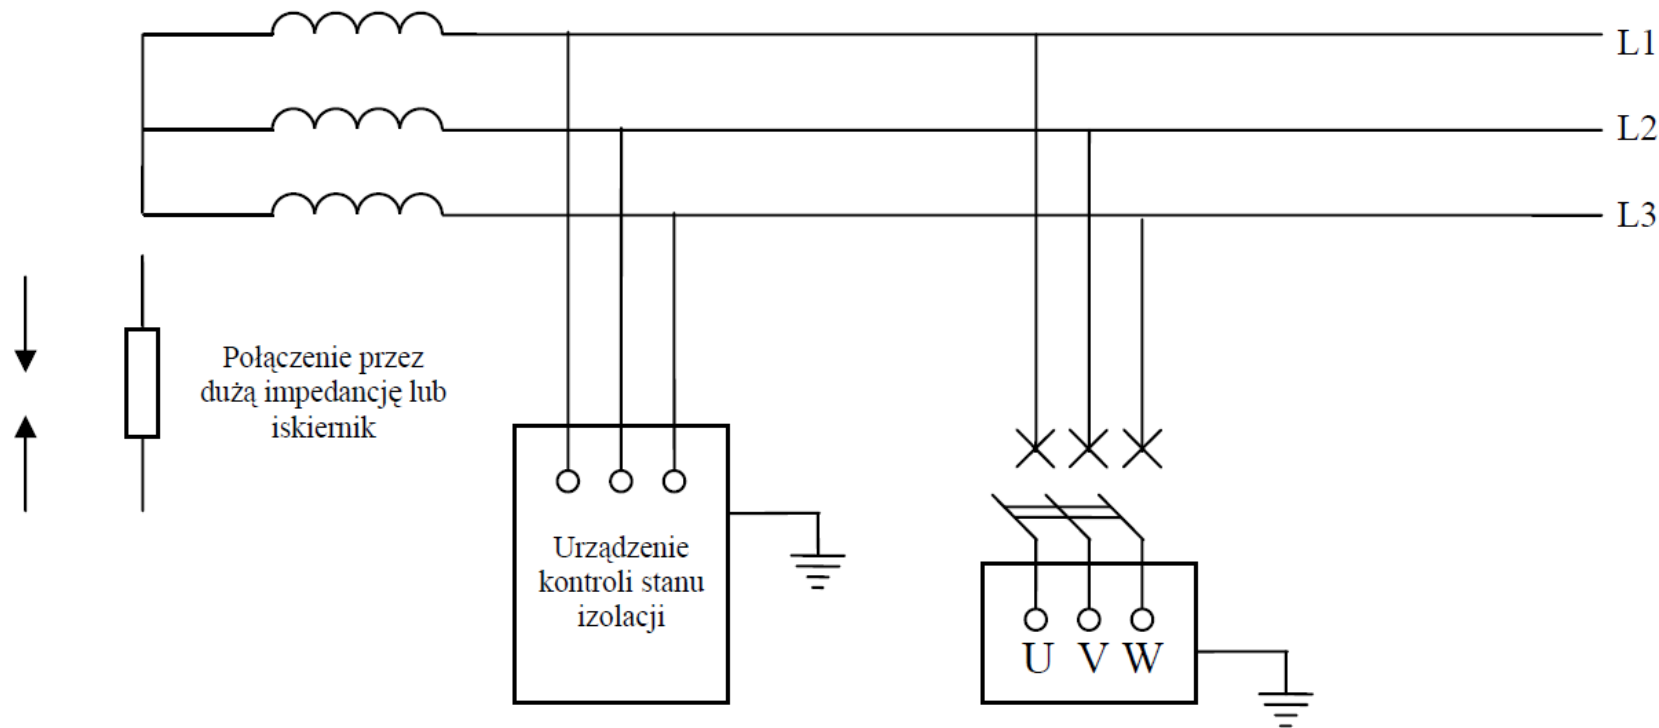 L1
L2
L3
Połączenie przez
dużą impedancję lub
iskiernik
Urządzenie
kontroli stanu
izolacji
U V W